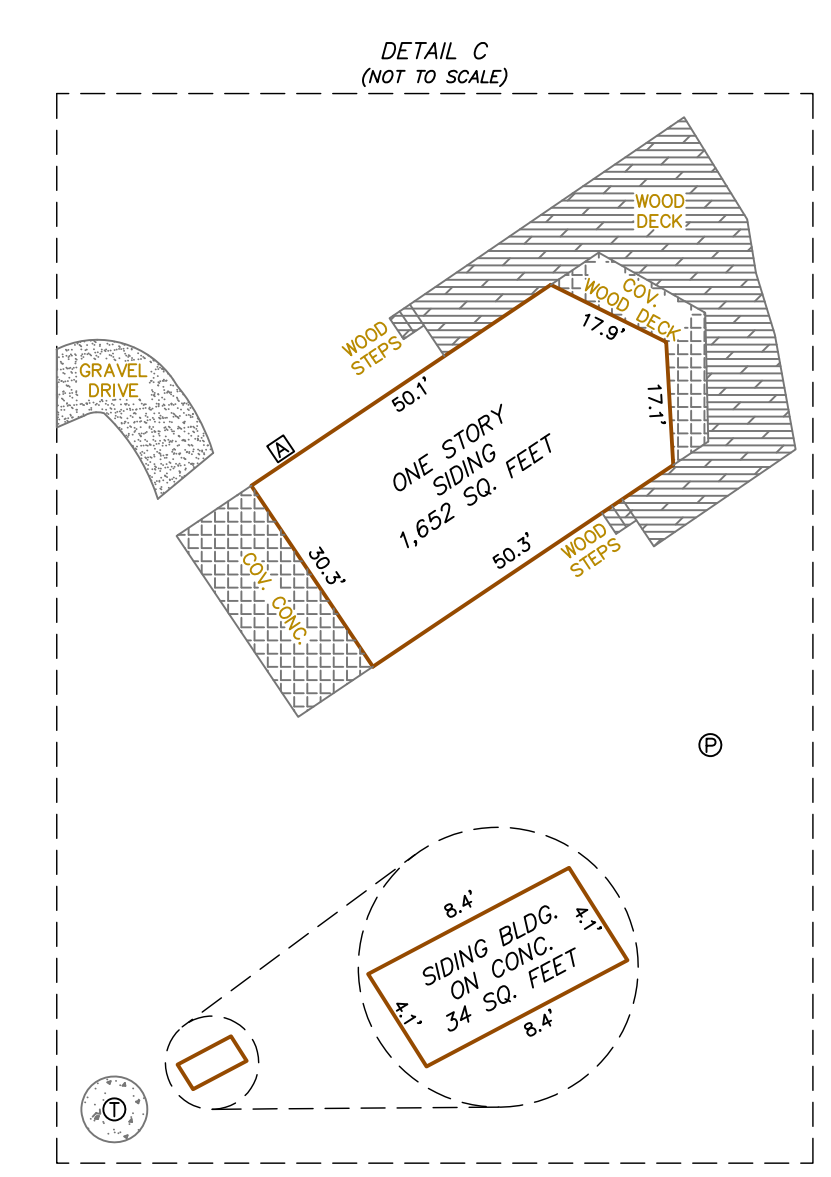 DETAIL C
(NOT TO SCALE)
WOOD
DECK
COV.
WOOD DECK
17.9'
17.1'
WOOD
STEPS
50.1'
GRAVEL
DRIVE
A
ONE STORY
SIDING
1,652 SQ. FEET
50.3'
WOOD
STEPS
30.3'
COV. CONC.
P
8.4'
4.1'
SIDING BLDG.
ON CONC.
34 SQ. FEET
4.1'
8.4'
T